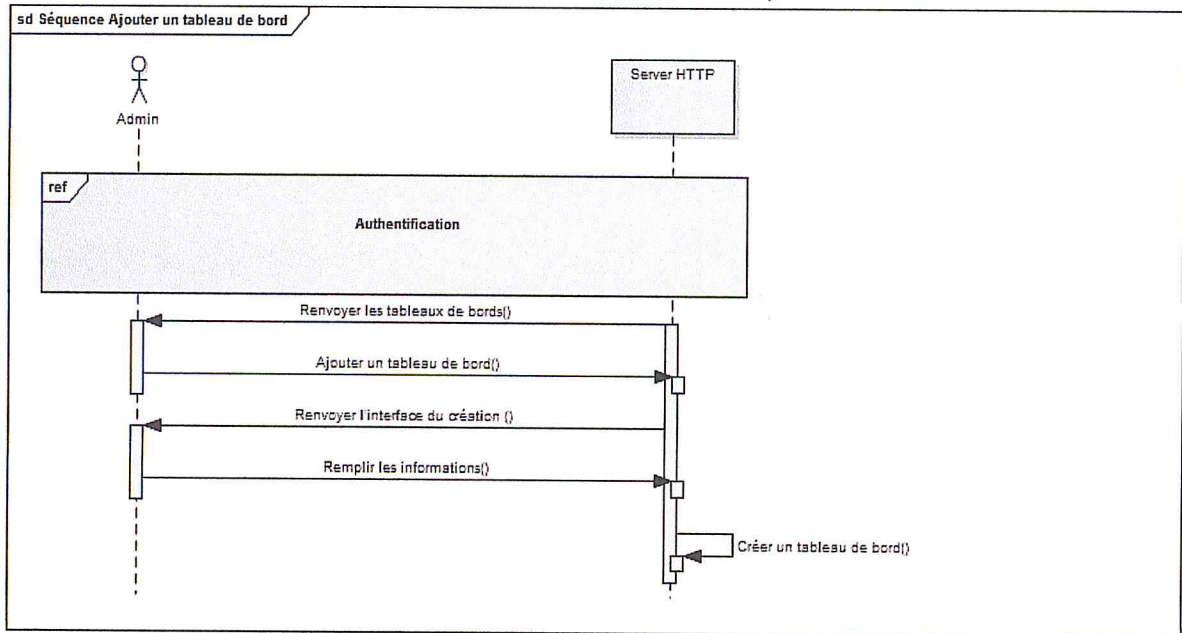 sd Séquence Ajouter un tableau de bord
Server HTTP
Admin
ref
Authentification
Renvoyer les tableaux de bords()
Ajouter un tableau de bord()
Renvoyer l'interface du création ()
Remplir les informations()
Créer un tableau de bord()